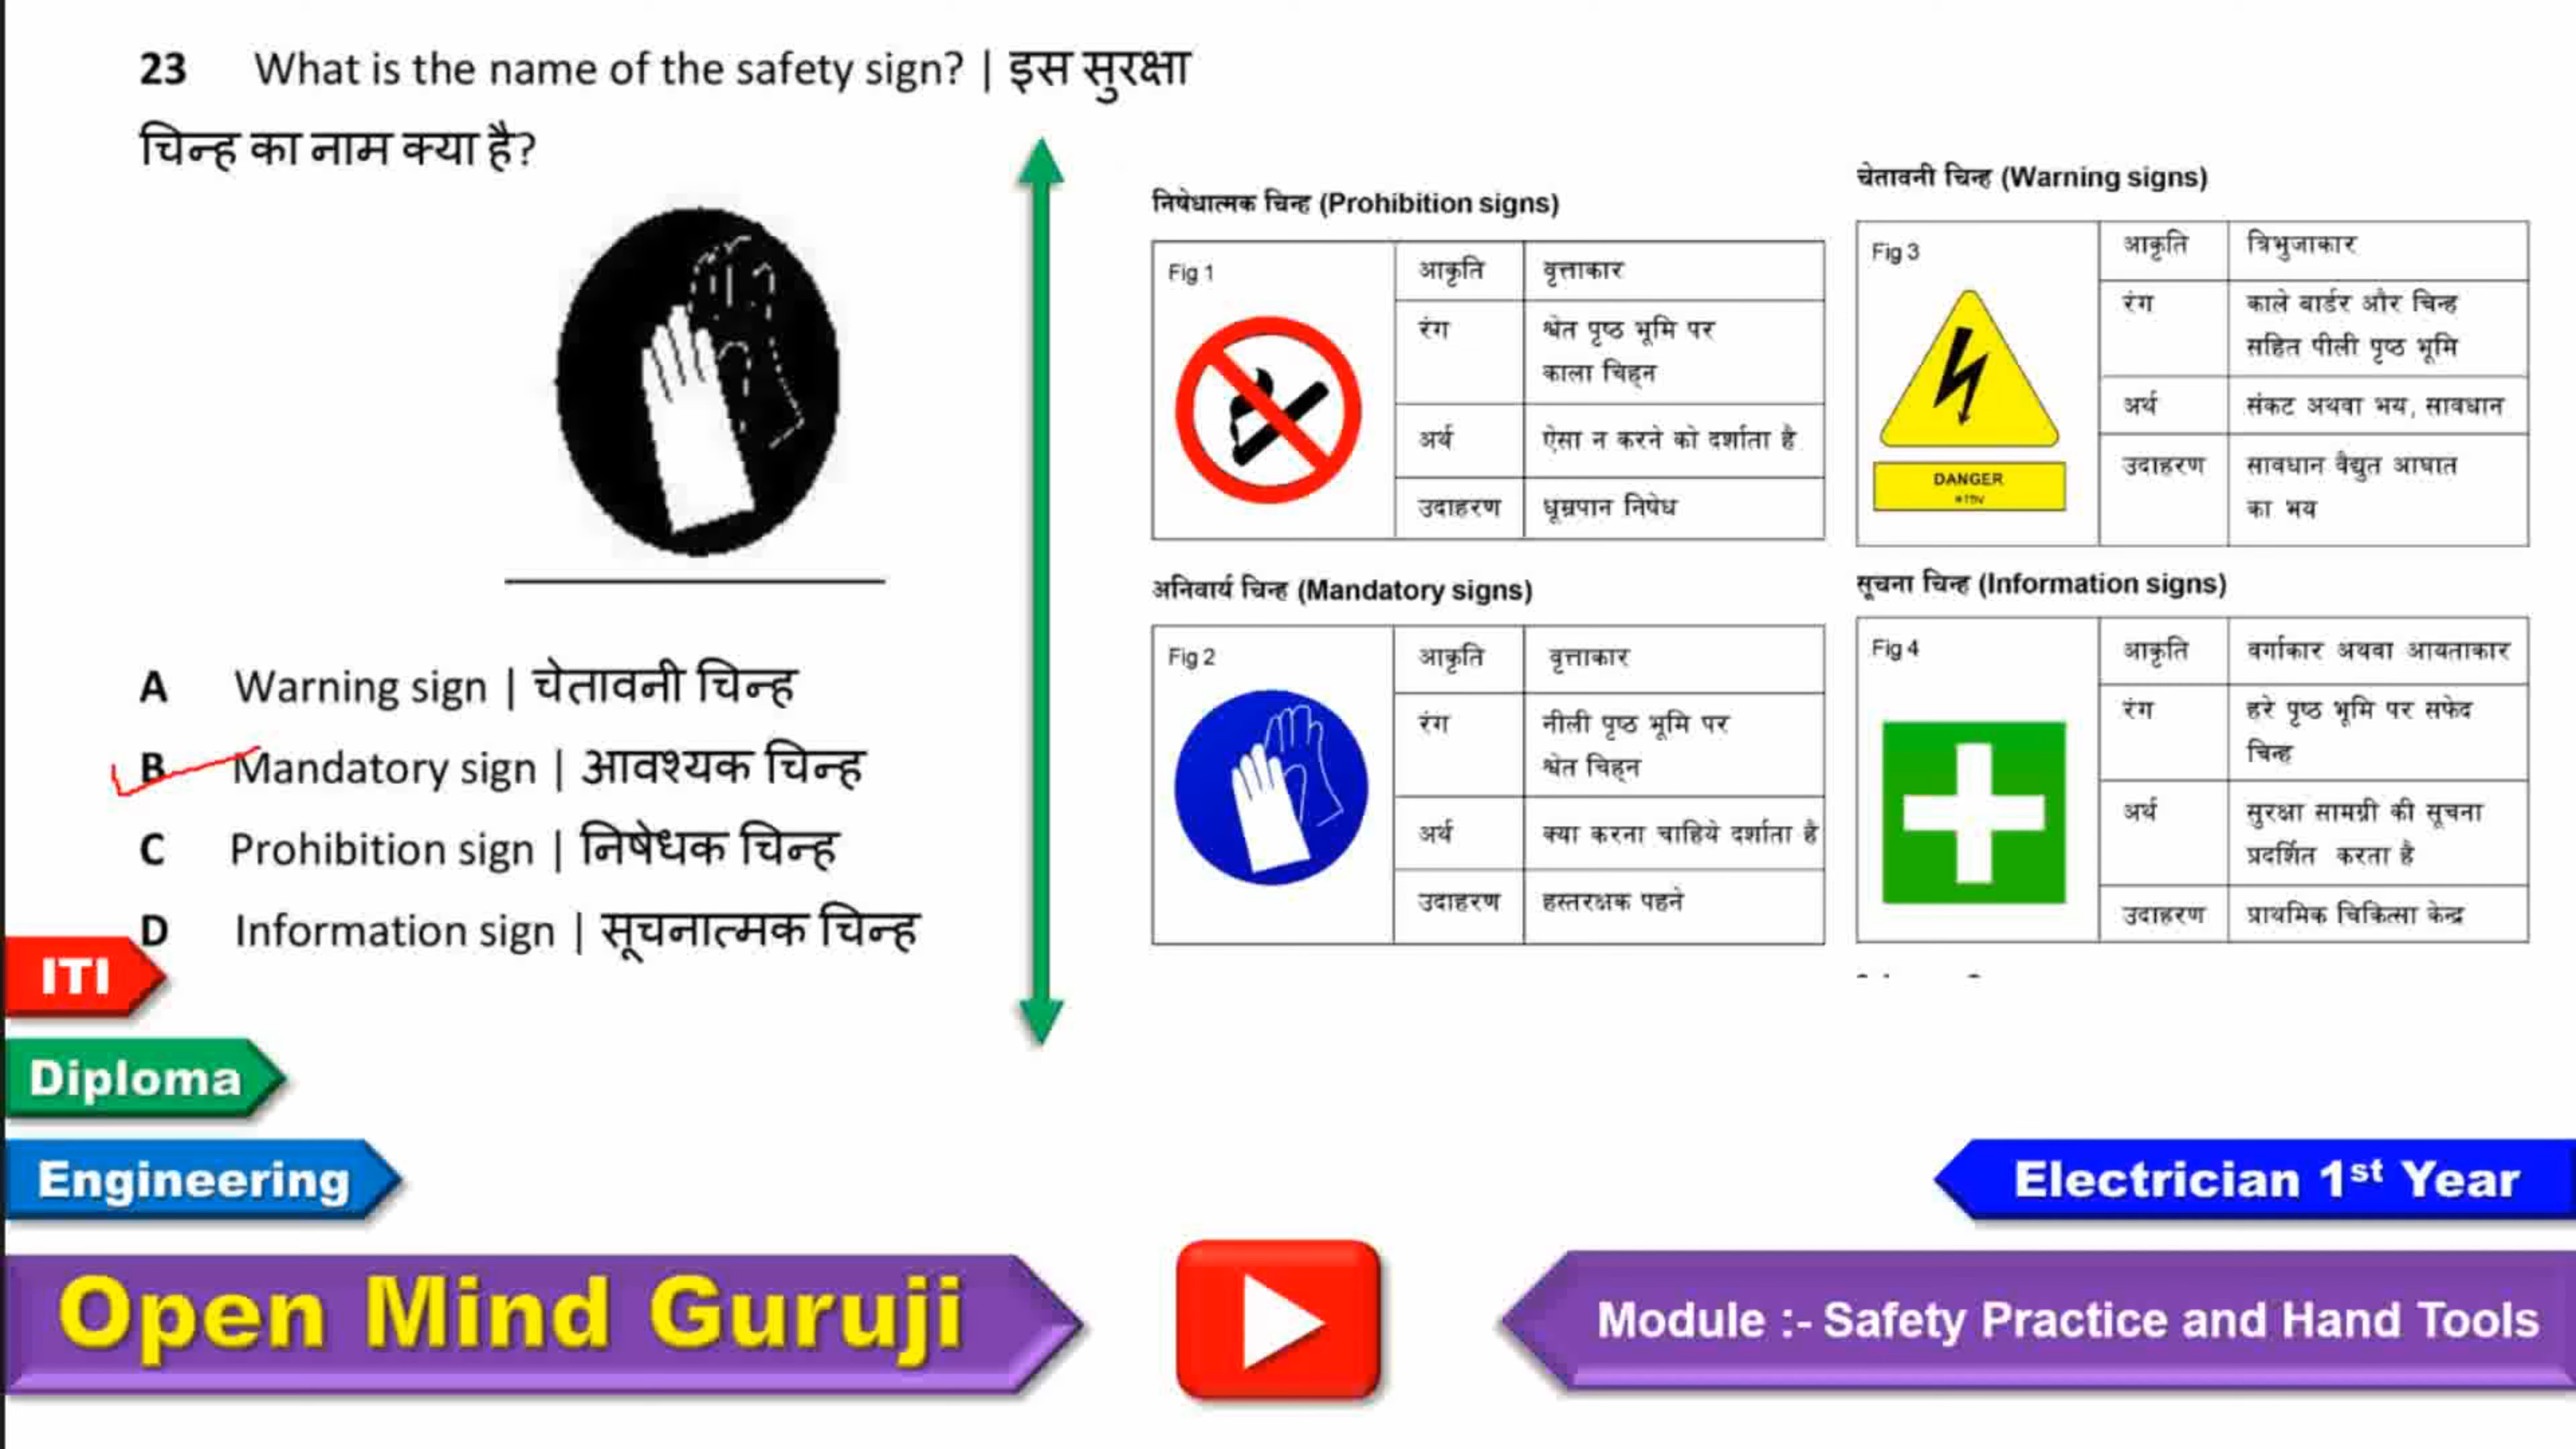 23 What is the name of the safety sign? | इस सुरक्षा
चिन्ह का नाम क्या है?
A Warning sign | चेतावनी चिन्ह
B Mandatory sign | आवश्यक चिन्ह
C Prohibition sign | निषेधक चिन्ह
D Information sign | सूचनात्मक चिन्ह
निषेधात्मक चिन्ह (Prohibition signs)
Fig 1
आकृति वृत्ताकार
रंग श्वेत पृष्ठ भूमि पर
काला चिह्न
अर्थ ऐसा न करने को दर्शाता है
उदाहरण धूम्रपान निषेध
चेतावनी चिन्ह (Warning signs)
Fig 3
DANGER
आकृति त्रिभुजाकार
रंग काले बार्डर और चिन्ह
सहित पीली पृष्ठ भूमि
अर्थ संकट अथवा भय, सावधान
उदाहरण सावधान वैद्युत आघात
का भय
अनिवार्य चिन्ह (Mandatory signs)
Fig 2
आकृति वृत्ताकार
रंग नीली पृष्ठ भूमि पर
श्वेत चिह्न
अर्थ क्या करना चाहिये दर्शाता है
उदाहरण हस्तरक्षक पहने
सूचना चिन्ह (Information signs)
Fig 4
आकृति वर्गाकार अथवा आयताकार
रंग हरे पृष्ठ भूमि पर सफेद
चिन्ह
अर्थ सुरक्षा सामग्री की सूचना
प्रदर्शित करता है
उदाहरण प्राथमिक चिकित्सा केन्द्र
ITI
Diploma
Engineering
Electrician 1st Year
Open Mind Guruji
Module :- Safety Practice and Hand Tools